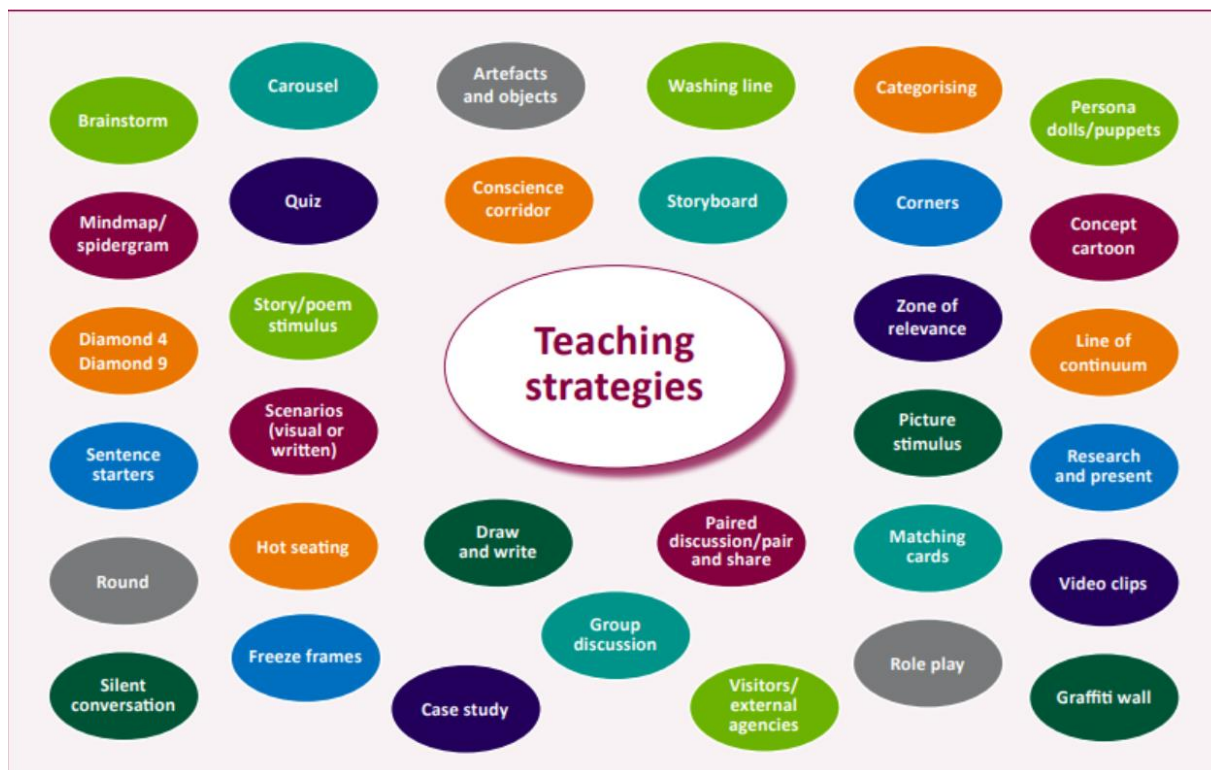 Carousel
Artefacts
and objects
Washing line
Categorising
Brainstorm
Persona
dolls/puppets
Quiz
Conscience
corridor
Storyboard
Corners
Mindmap/
spidergram
Concept
cartoon
Story/poem
stimulus
Zone of
relevance
Teaching
strategies
Diamond 4
Diamond 9
Line of
continuum
Scenarios
(visual or
written)
Picture
stimulus
Sentence
starters
Research
and present
Hot seating
Draw
and write
Paired
discussion/pair
and share
Matching
cards
Round
Video clips
Freeze frames
Group
discussion
Role play
Silent
conversation
Case study
Visitors/
external
agencies
Graffiti wall